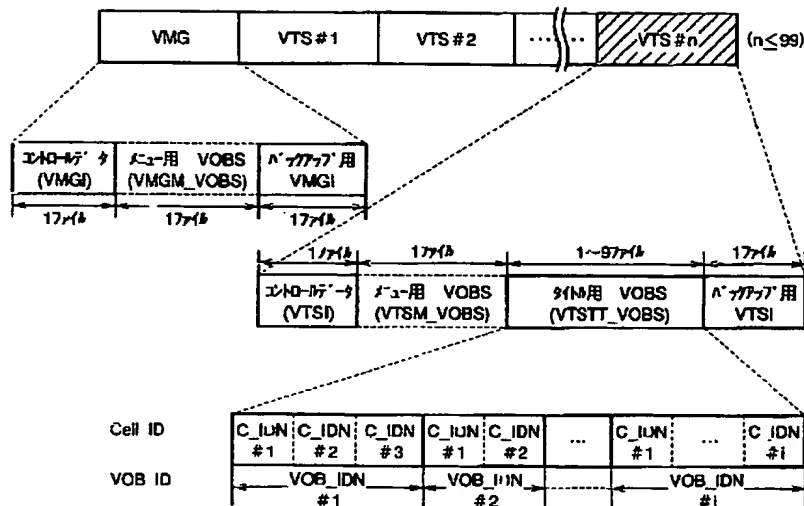 VMG VTS #1 VTS #2 ...... VTS #n (n≤99)
ｺﾝﾄﾛｰﾙﾃﾞｰﾀ ﾒﾆｭｰ用 VOBS ﾊﾞｯｸｱｯﾌﾟ用
(VMGI) (VMGM_VOBS) VMGI
1ﾌｧｲﾙ 1ﾌｧｲﾙ 1ﾌｧｲﾙ
1ﾌｧｲﾙ 1ﾌｧｲﾙ 1~9ﾌｧｲﾙ 1ﾌｧｲﾙ
ｺﾝﾄﾛｰﾙﾃﾞｰﾀ ﾒﾆｭｰ用 VOBS ﾀｲﾄﾙ用 VOBS ﾊﾞｯｸｱｯﾌﾟ用
(VTSI) (VTSM_VOBS) (VTSTT_VOBS) VTSI
Cell ID C_IDN C_IDN C_IDN C_IDN C_IDN ... C_IDN ... C_IDN
#1 #2 #3 #1 #2 #1 #i
VOB ID VOB_IDN VOB_IDN VOB_IDN
#1 #2 #i